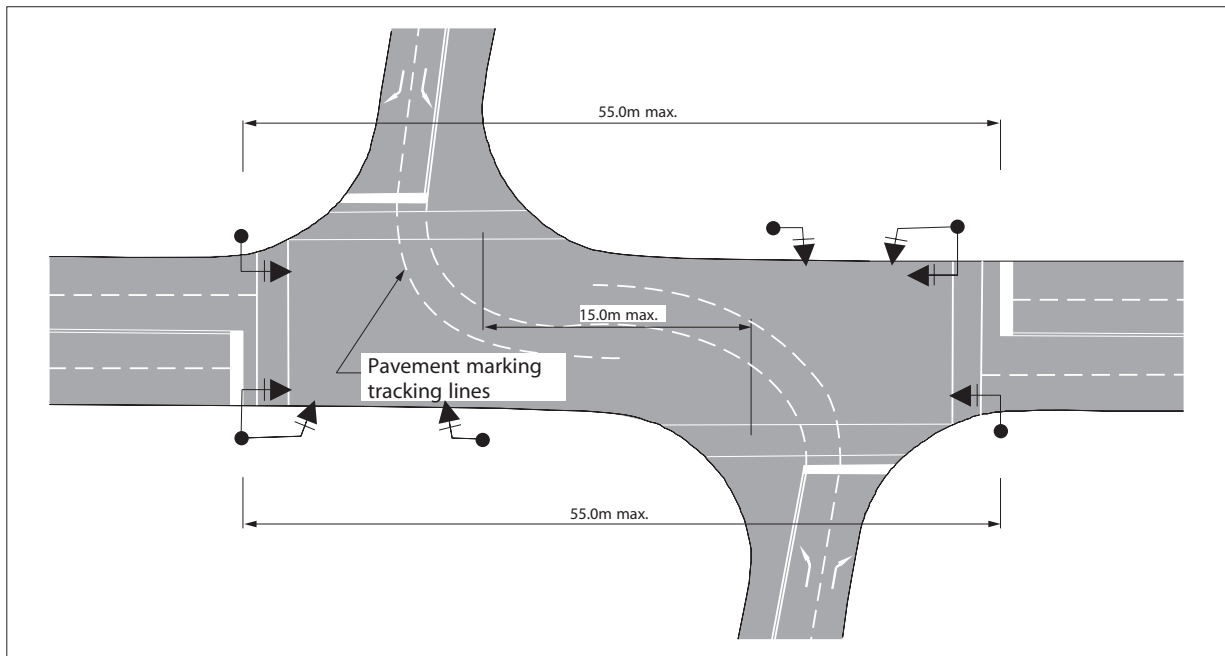 55.0m max.
15.0m max.
Pavement marking
tracking lines
55.0m max.